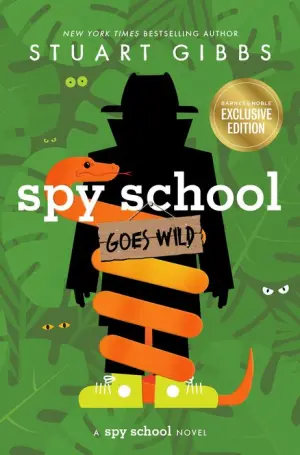 NEW YORK TIMES BESTSELLING AUTHOR
STUART GIBBS
BARNES & NOBLE
EXCLUSIVE
EDITION
spy school
GOES WILD
A spy school NOVEL